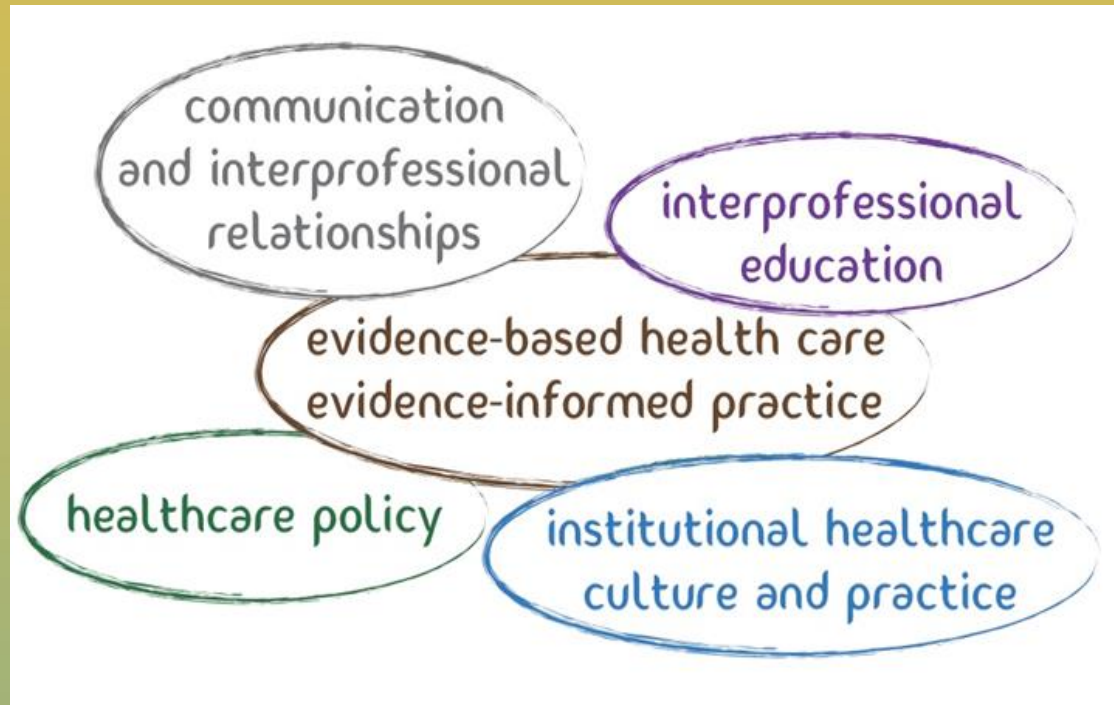 communication
and interprofessional
relationships
interprofessional
education
evidence-based health care
evidence-informed practice
healthcare policy
institutional healthcare
culture and practice